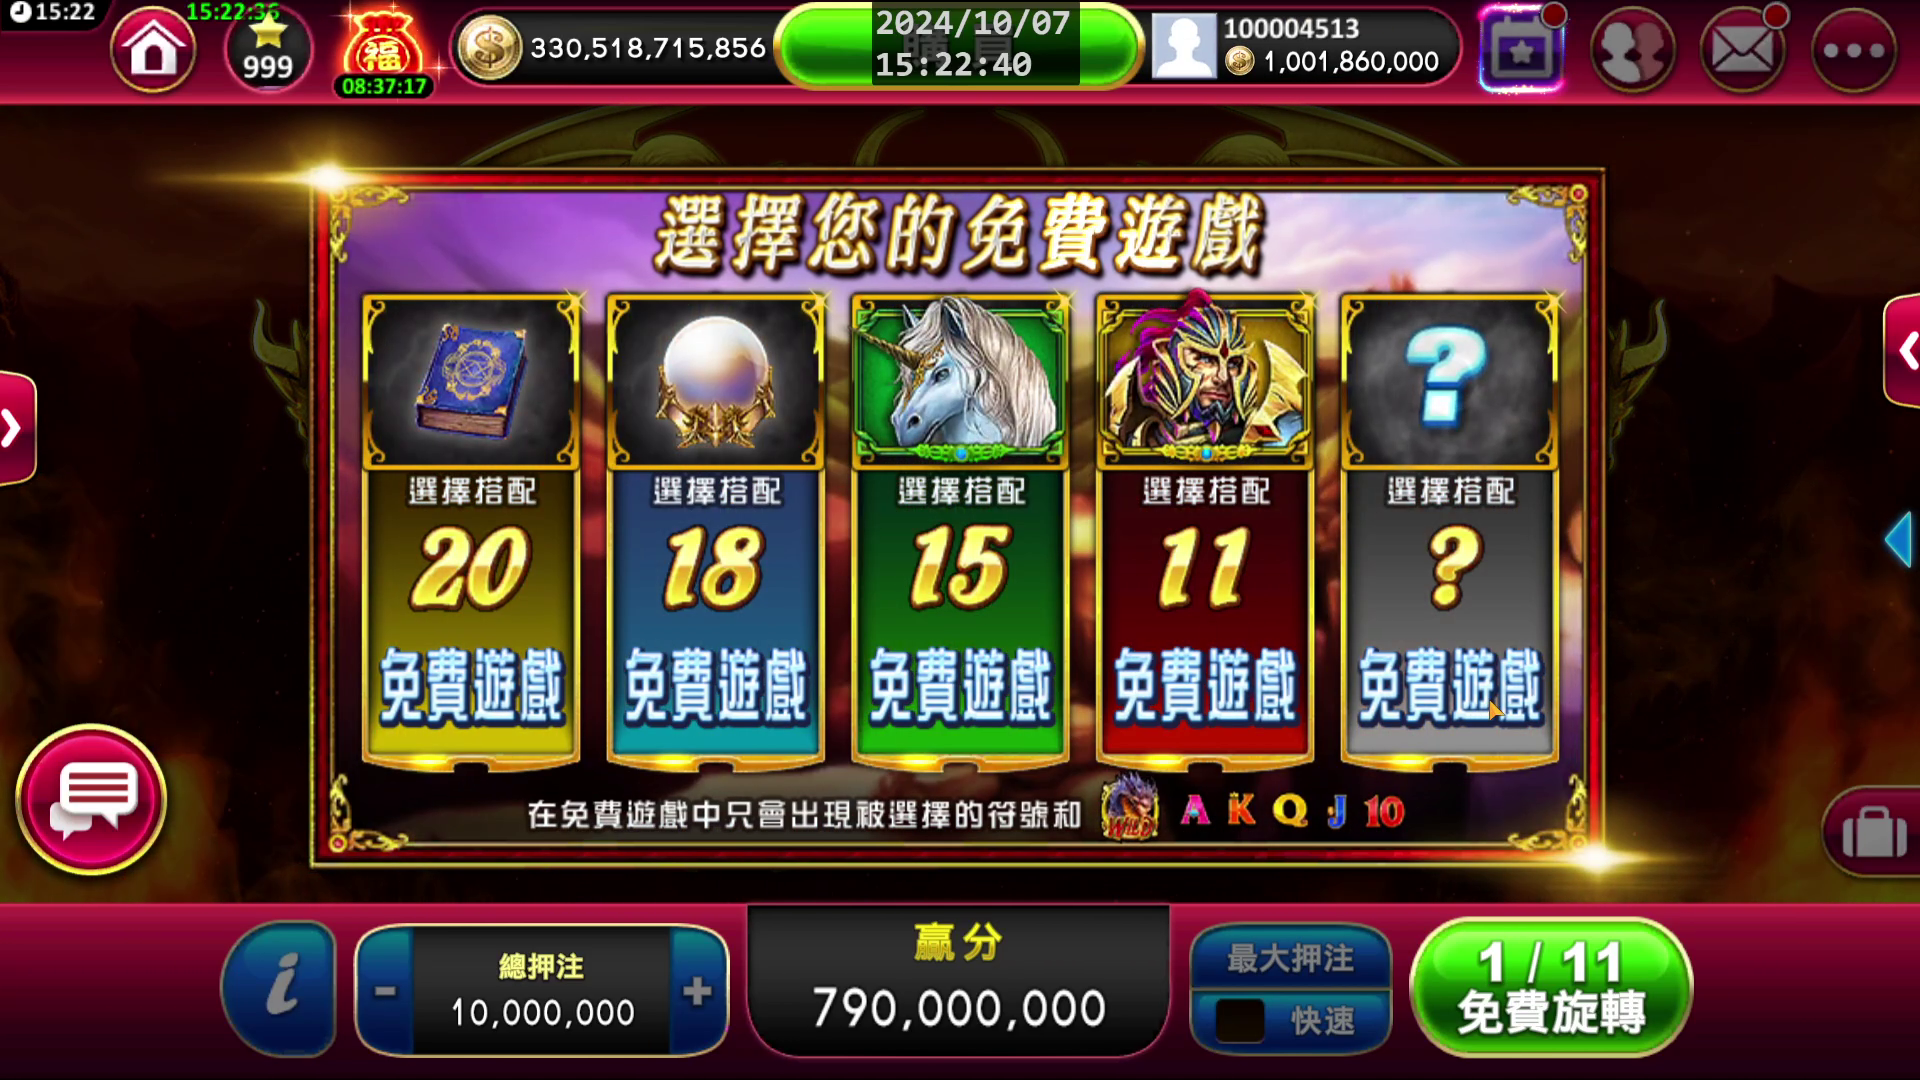 15:22
15:22:36
999
福
08:37:17
330,518,715,856
2024/10/07
15:22:40
100004513
1,001,860,000
選擇您的免費遊戲
選擇搭配
20
免費遊戲
選擇搭配
18
免費遊戲
選擇搭配
15
免費遊戲
選擇搭配
11
免費遊戲
?
選擇搭配
?
免費遊戲
在免費遊戲中只會出現被選擇的符號和 WILD A K Q J 10
i
-
總押注
10,000,000
+
贏分
790,000,000
最大押注
快速
1 / 11
免費旋轉